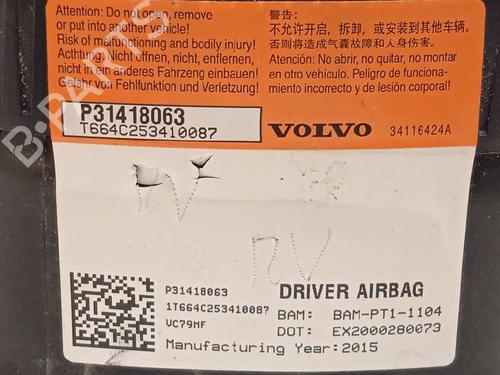 Attention: Do not open, remove
or put into another vehicle!
Risk of malfunctioning and bodily injury!
Achtung: Nicht öffnen, nicht, enflernen,
nicht in ein anderes Fahrzeng einbauen!
Gefahr von Fehlfunktion und Verletzung!
警告:
不允许开启，拆卸，或安装到其他车辆。
否则将造成气囊故障和人身伤害
Atención: No abrir, no quitar, no montar
en otro vehículo. Peligro de funciona-
miento incorrecto y de lesión corporal!
P31418063
T664C253410087
VOLVO
34116424A
RV
RV
P31418063
1T664C253410087
VC79MF
DRIVER AIRBAG
BAM: BAM-PT1-1104
DOT: EX2000280073
Manufacturing Year: 2015
B-PARTS